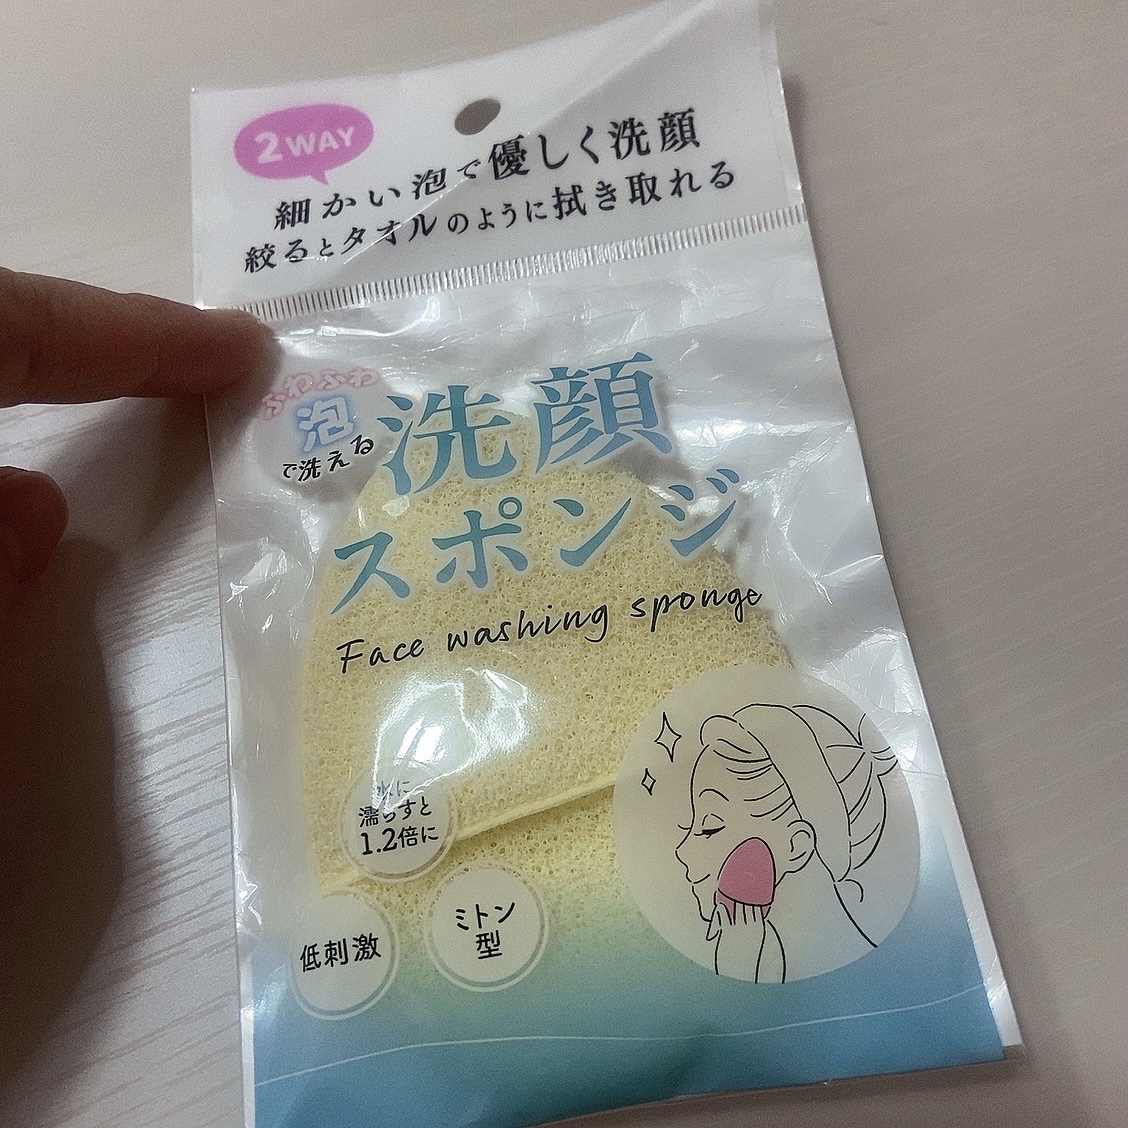 2WAY
細かい泡で優しく洗顔
絞るとタオルのように拭き取れる
ふわふわ
泡
で洗える
洗顔
スポンジ
Face washing sponge
水に
濡らすと
1.2倍に
低刺激
ミトン
型